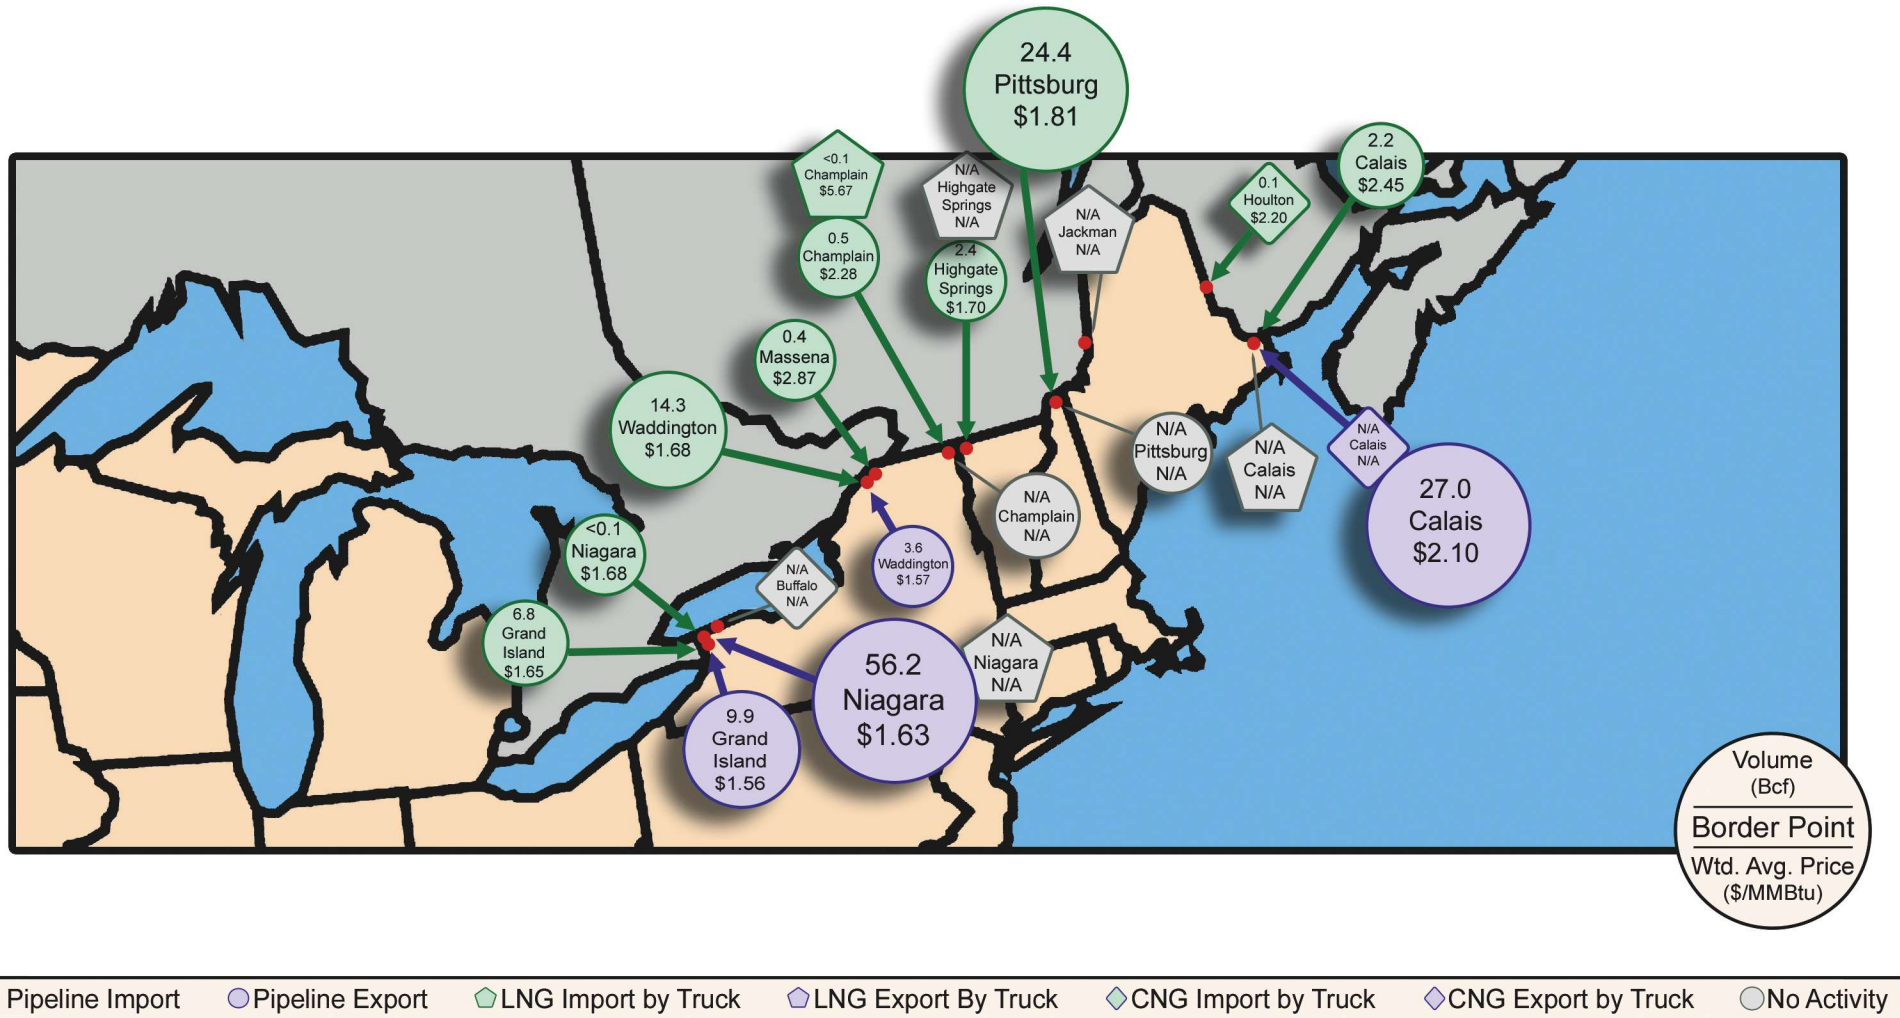 24.4
Pittsburg
$1.81
<0.1
Champlain
$5.67
N/A
Highgate
Springs
N/A
N/A
Jackman
N/A
0.1
Houlton
$2.20
2.2
Calais
$2.45
0.5
Champlain
$2.28
2.4
Highgate
Springs
$1.70
0.4
Massena
$2.87
14.3
Waddington
$1.68
N/A
Pittsburg
N/A
N/A
Calais
N/A
N/A
Calais
N/A
27.0
Calais
$2.10
N/A
Champlain
N/A
<0.1
Niagara
$1.68
N/A
Buffalo
N/A
3.6
Waddington
$1.57
6.8
Grand
Island
$1.65
N/A
Niagara
N/A
56.2
Niagara
$1.63
9.9
Grand
Island
$1.56
Volume
(Bcf)
Border Point
Wtd. Avg. Price
($/MMBtu)
Pipeline Import
Pipeline Export
LNG Import by Truck
LNG Export By Truck
CNG Import by Truck
CNG Export by Truck
No Activity